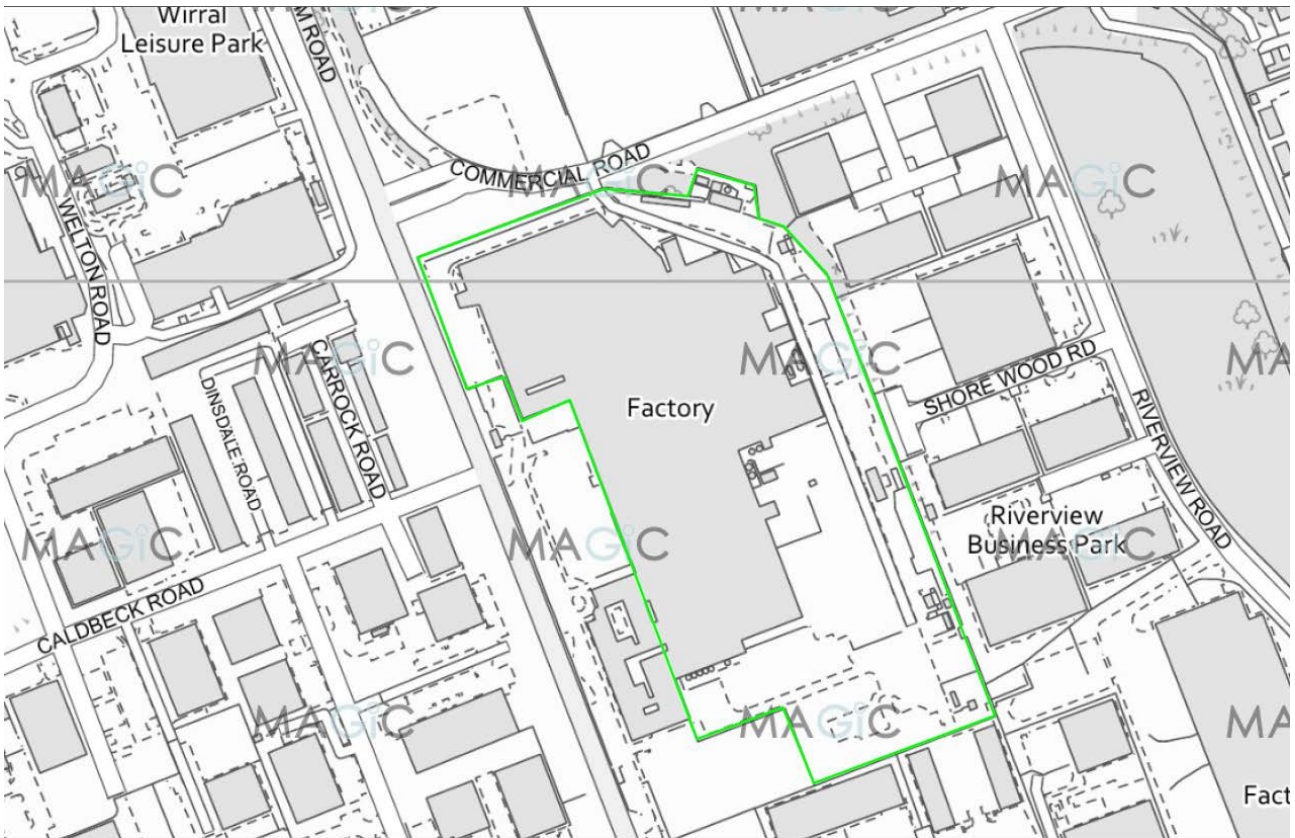 Wirral
Leisure Park
M ROAD
COMMERCIAL ROAD
MAGiC
MAGiC
MAGiC
WELTON ROAD
MAGiC
MAGiC
MA
CARROCK ROAD
DINSDALE ROAD
Factory
SHORE WOOD RD
RIVERVIEW ROAD
MAGiC
MAGiC
MAGiC
Riverview
Business Park
CALDBECK ROAD
MAGiC
MAGiC
MA
Fact